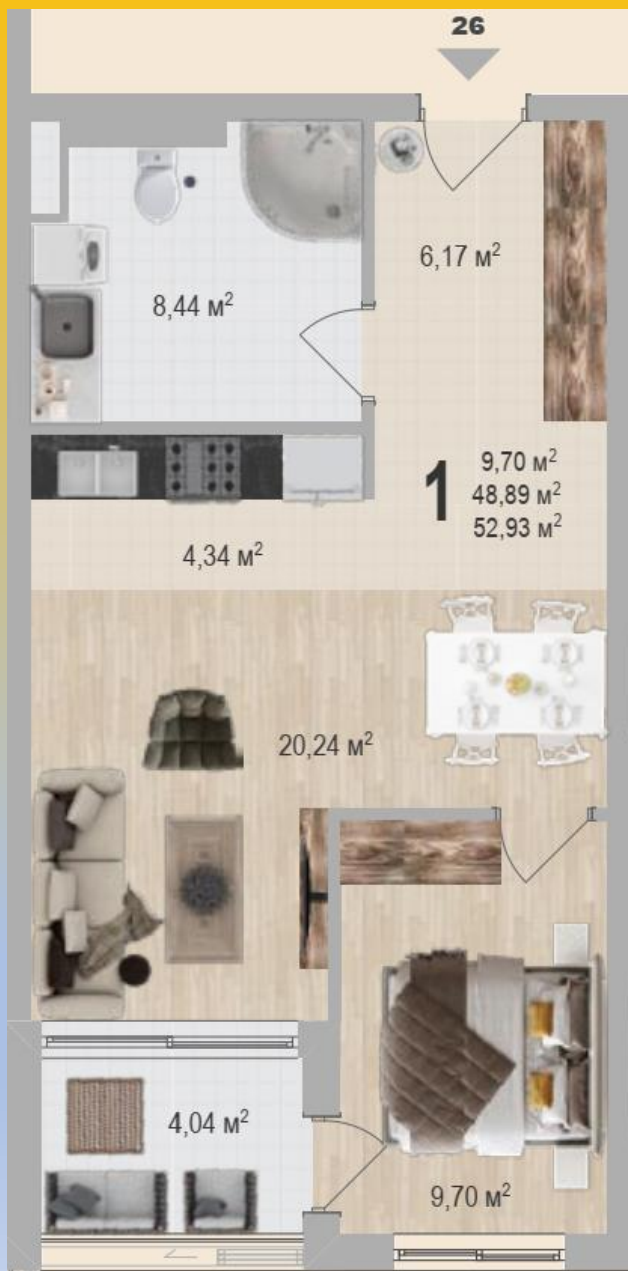 26
6,17 м²
8,44 м²
1
9,70 м²
48,89 м²
52,93 м²
4,34 м²
20,24 м²
4,04 м²
9,70 м²